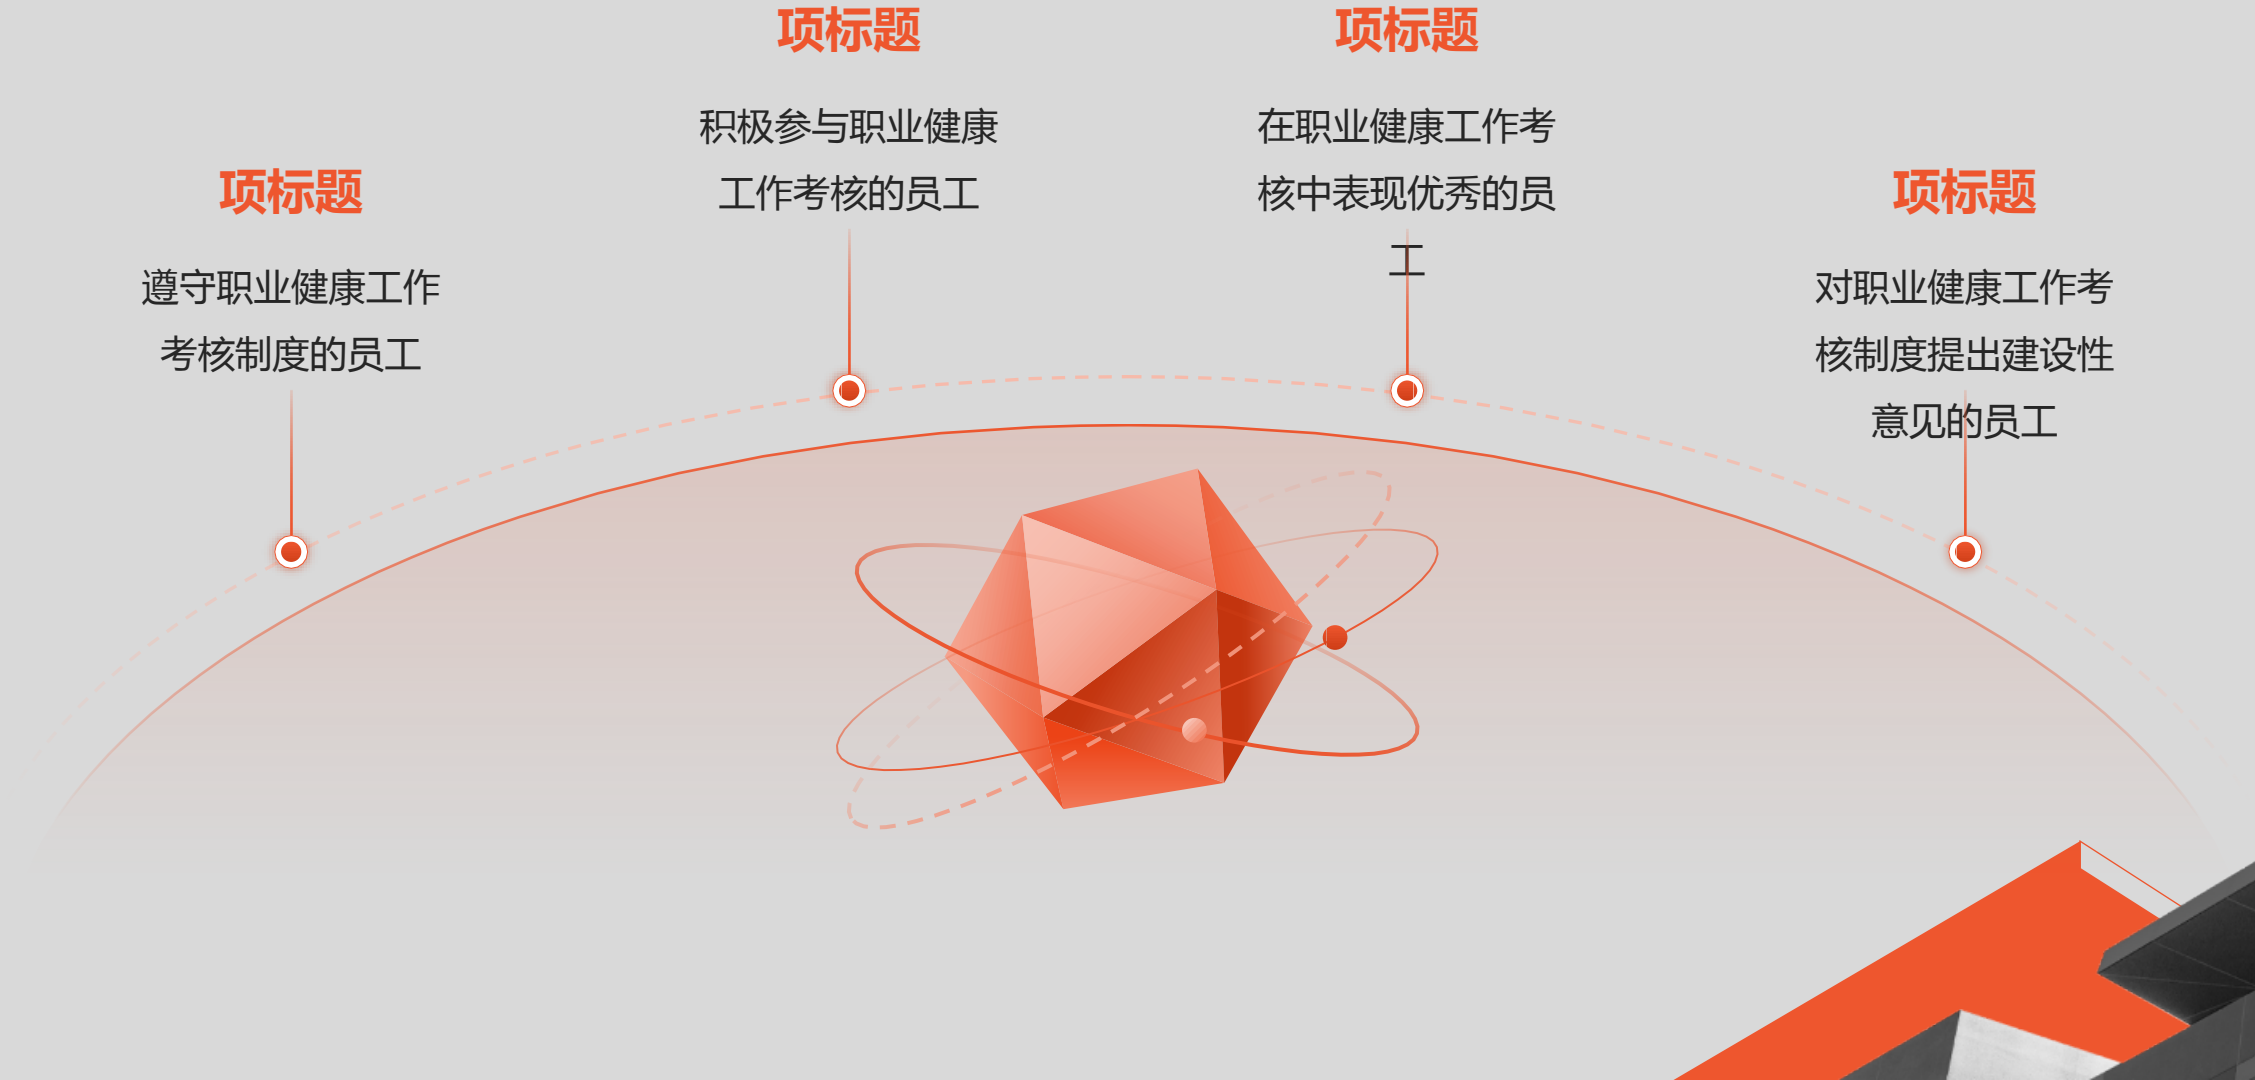 项标题
遵守职业健康工作
考核制度的员工
项标题
积极参与职业健康
工作考核的员工
项标题
在职业健康工作考
核中表现优秀的员
工
项标题
对职业健康工作考
核制度提出建设性
意见的员工